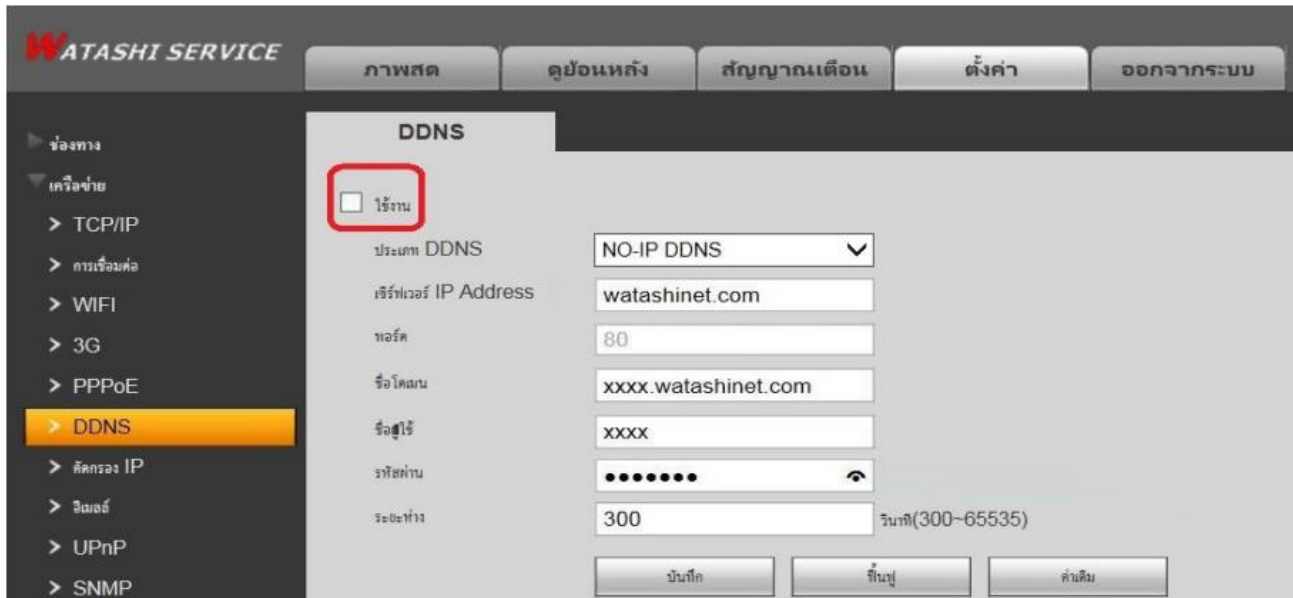 WATASHI SERVICE
ภาพสด ดูย้อนหลัง สัญญาณเตือน ตั้งค่า ออกจากระบบ
DDNS
ช่องทาง
เครือข่าย
> TCP/IP
> การเชื่อมต่อ
> WIFI
> 3G
> PPPoE
> DDNS
> คัดกรอง IP
> อีเมลล์
> UPnP
> SNMP
ใช้งาน
ประเภท DDNS NO-IP DDNS
เซิร์ฟเวอร์ IP Address watashinet.com
พอร์ต 80
ชื่อโดเมน xxxx.watashinet.com
ชื่อผู้ใช้ xxxx
รหัสผ่าน •••••••
ระยะห่าง 300 วินาที(300~65535)
บันทึก ฟื้นฟู ค่าเดิม